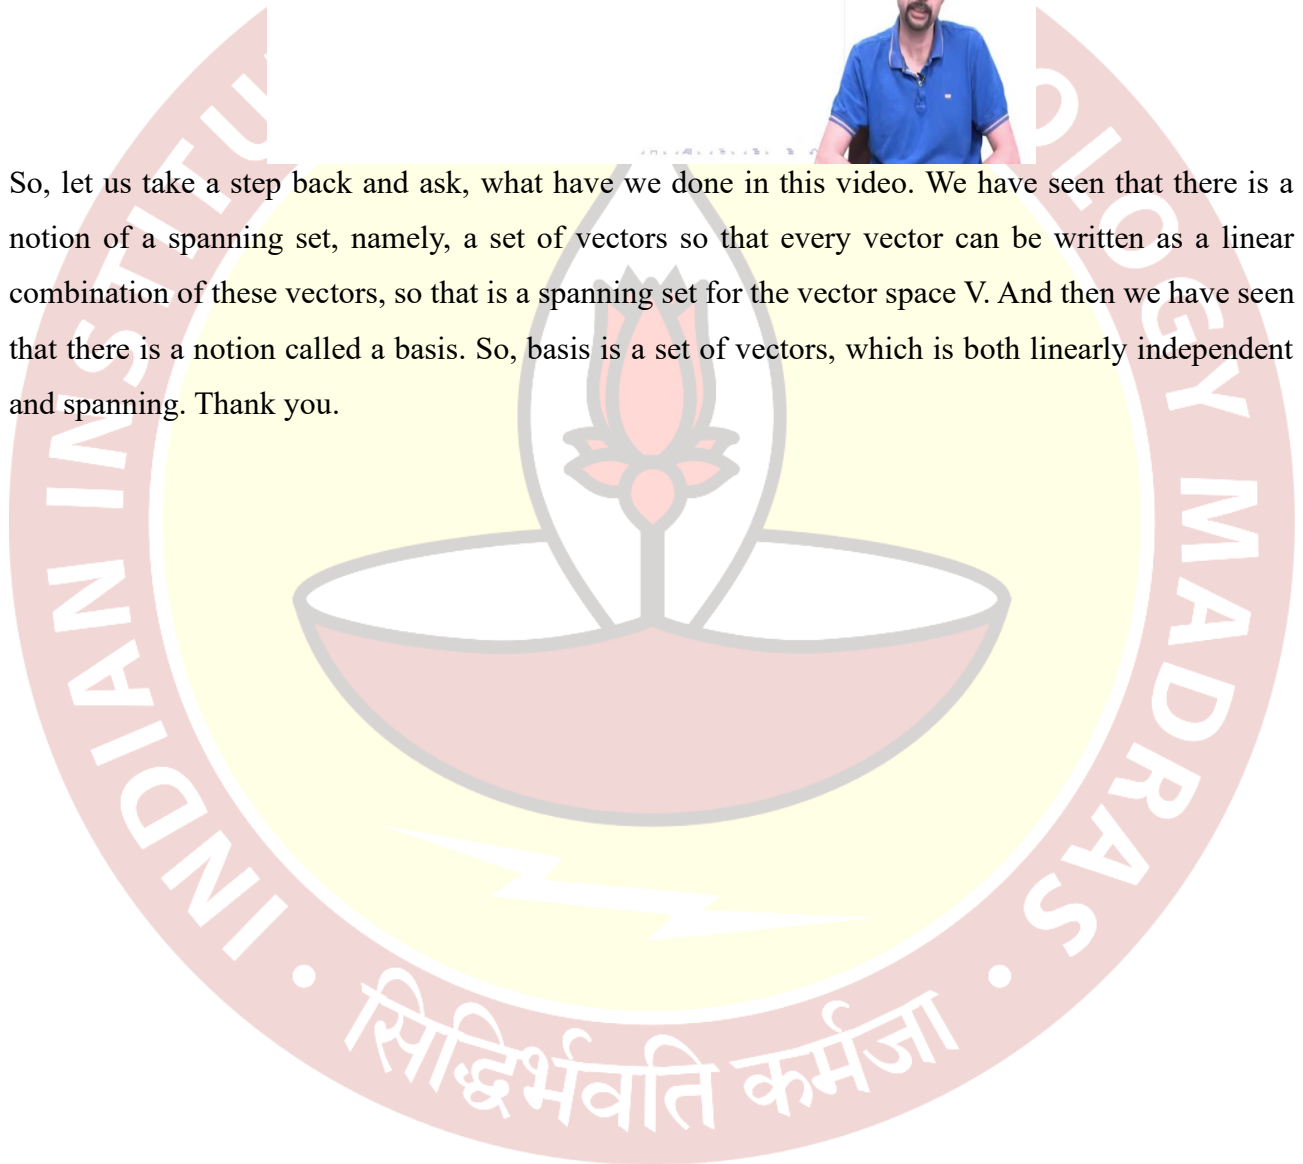 So, let us take a step back and ask, what have we done in this video. We have seen that there is a
notion of a spanning set, namely, a set of vectors so that every vector can be written as a linear
combination of these vectors, so that is a spanning set for the vector space V. And then we have seen
that there is a notion called a basis. So, basis is a set of vectors, which is both linearly independent
and spanning. Thank you.
INDIAN INSTITU OLOGY MADRAS
सिद्धिर्भवति कर्मजा